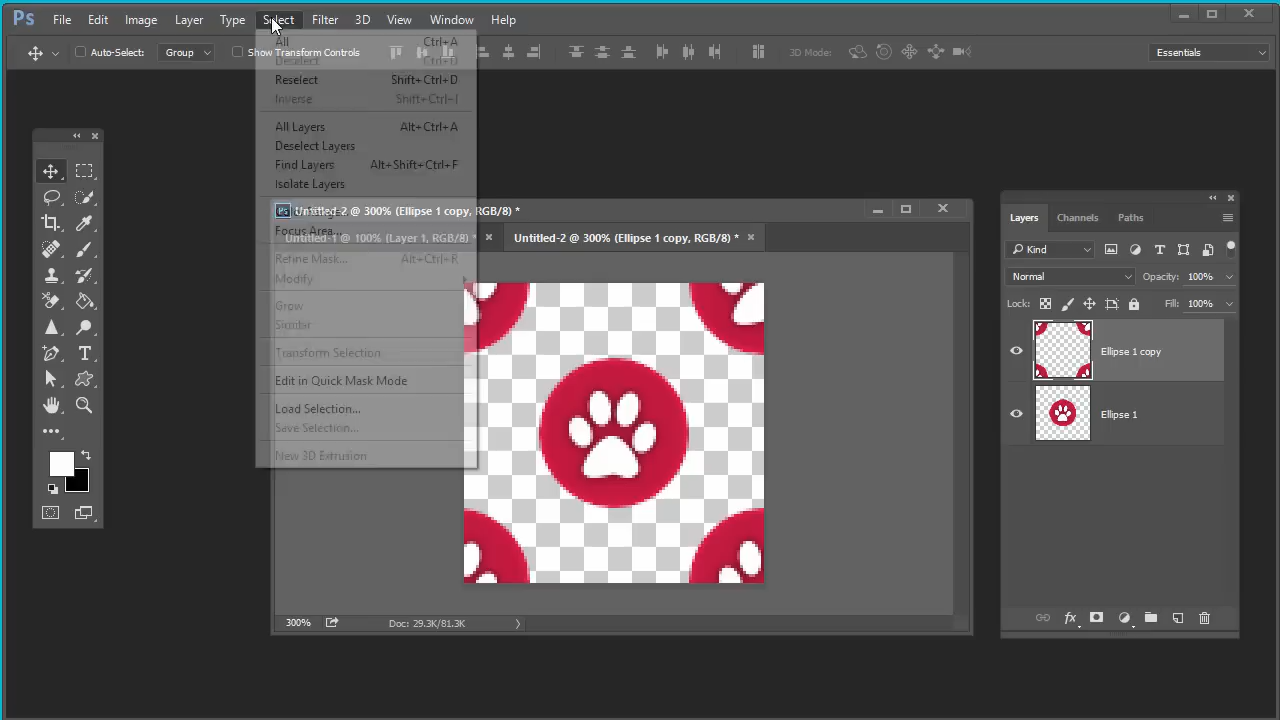 Ps File Edit Image Layer Type Select Filter 3D View Window Help
Auto-Select: Group Show Transform Controls 3D Mode: Essentials
All Ctrl+A
Deselect Ctrl+D
Reselect Shift+Ctrl+D
Inverse Shift+Ctrl+I
All Layers Alt+Ctrl+A
Deselect Layers
Find Layers Alt+Shift+Ctrl+F
Isolate Layers
Focus Area...
Refine Mask... Alt+Ctrl+R
Modify
Grow
Similar
Transform Selection
Edit in Quick Mask Mode
Load Selection...
Save Selection...
New 3D Extrusion
Ps Untitled-2 @ 300% (Ellipse 1 copy, RGB/8) *
Untitled-1 @ 100% (Layer 1, RGB/8) * × Untitled-2 @ 300% (Ellipse 1 copy, RGB/8) * ×
300% Doc: 29.3K/81.3K
Layers Channels Paths
Kind
Normal Opacity: 100%
Lock: Fill: 100%
Ellipse 1 copy
Ellipse 1